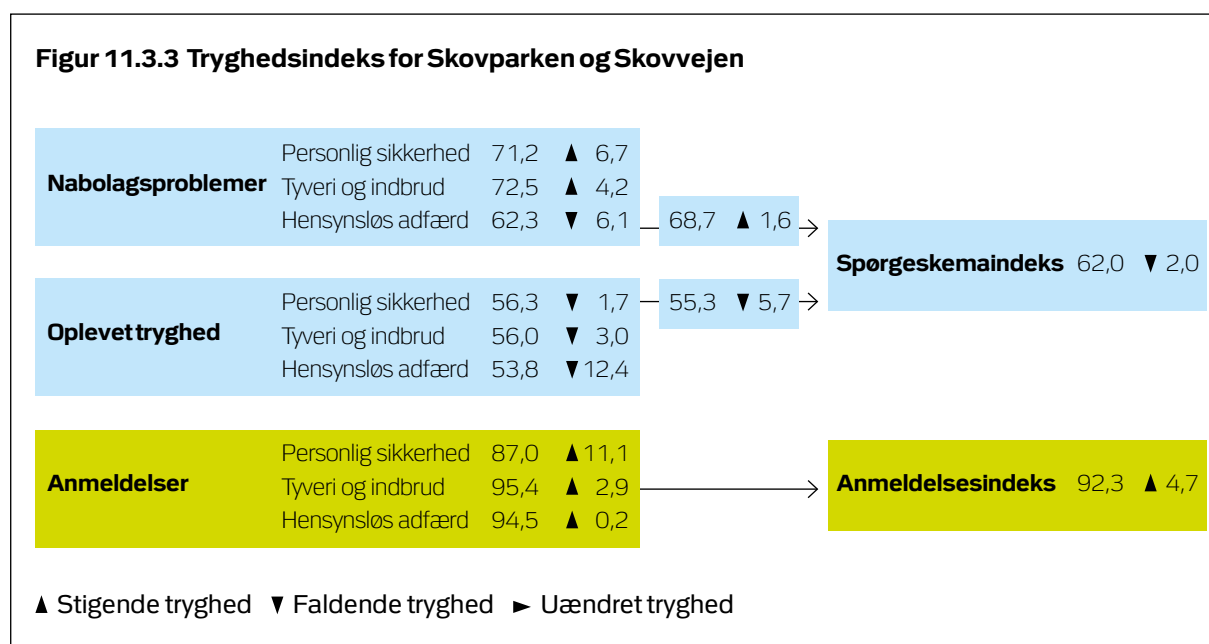 Figur 11.3.3 Tryghedsindeks for Skovparken og Skovvejen
Nabolagsproblemer
Personlig sikkerhed 71,2 ▲ 6,7
Tyveri og indbrud 72,5 ▲ 4,2
Hensynsløs adfærd 62,3 ▼ 6,1
68,7 ▲ 1,6
Oplevet tryghed
Personlig sikkerhed 56,3 ▼ 1,7
Tyveri og indbrud 56,0 ▼ 3,0
Hensynsløs adfærd 53,8 ▼ 12,4
55,3 ▼ 5,7
Spørgeskemaindeks 62,0 ▼ 2,0
Anmeldelser
Personlig sikkerhed 87,0 ▲ 11,1
Tyveri og indbrud 95,4 ▲ 2,9
Hensynsløs adfærd 94,5 ▲ 0,2
Anmeldelsesindeks 92,3 ▲ 4,7
▲ Stigende tryghed ▼ Faldende tryghed ► Uændret tryghed